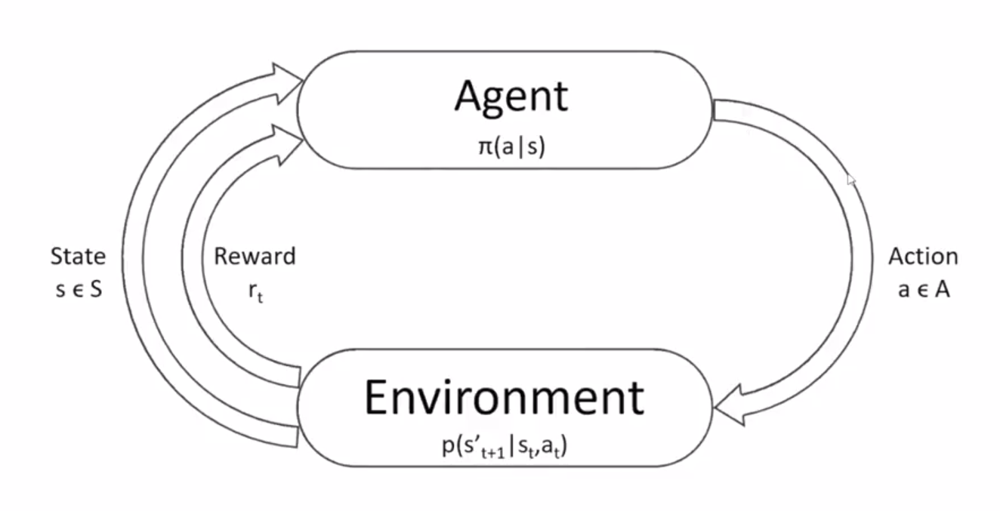 Agent
π(a|s)
State
s ϵ S
Reward
rₜ
Action
a ϵ A
Environment
p(s’ₜ₊₁|sₜ,aₜ)